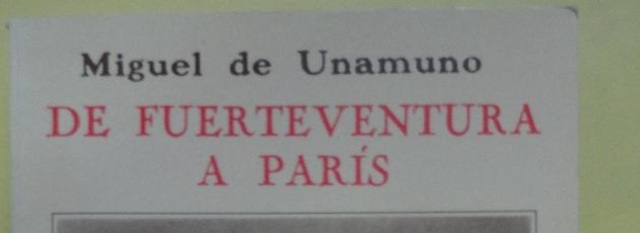 Miguel de Unamuno
DE FUERTEVENTURA
A PARÍS